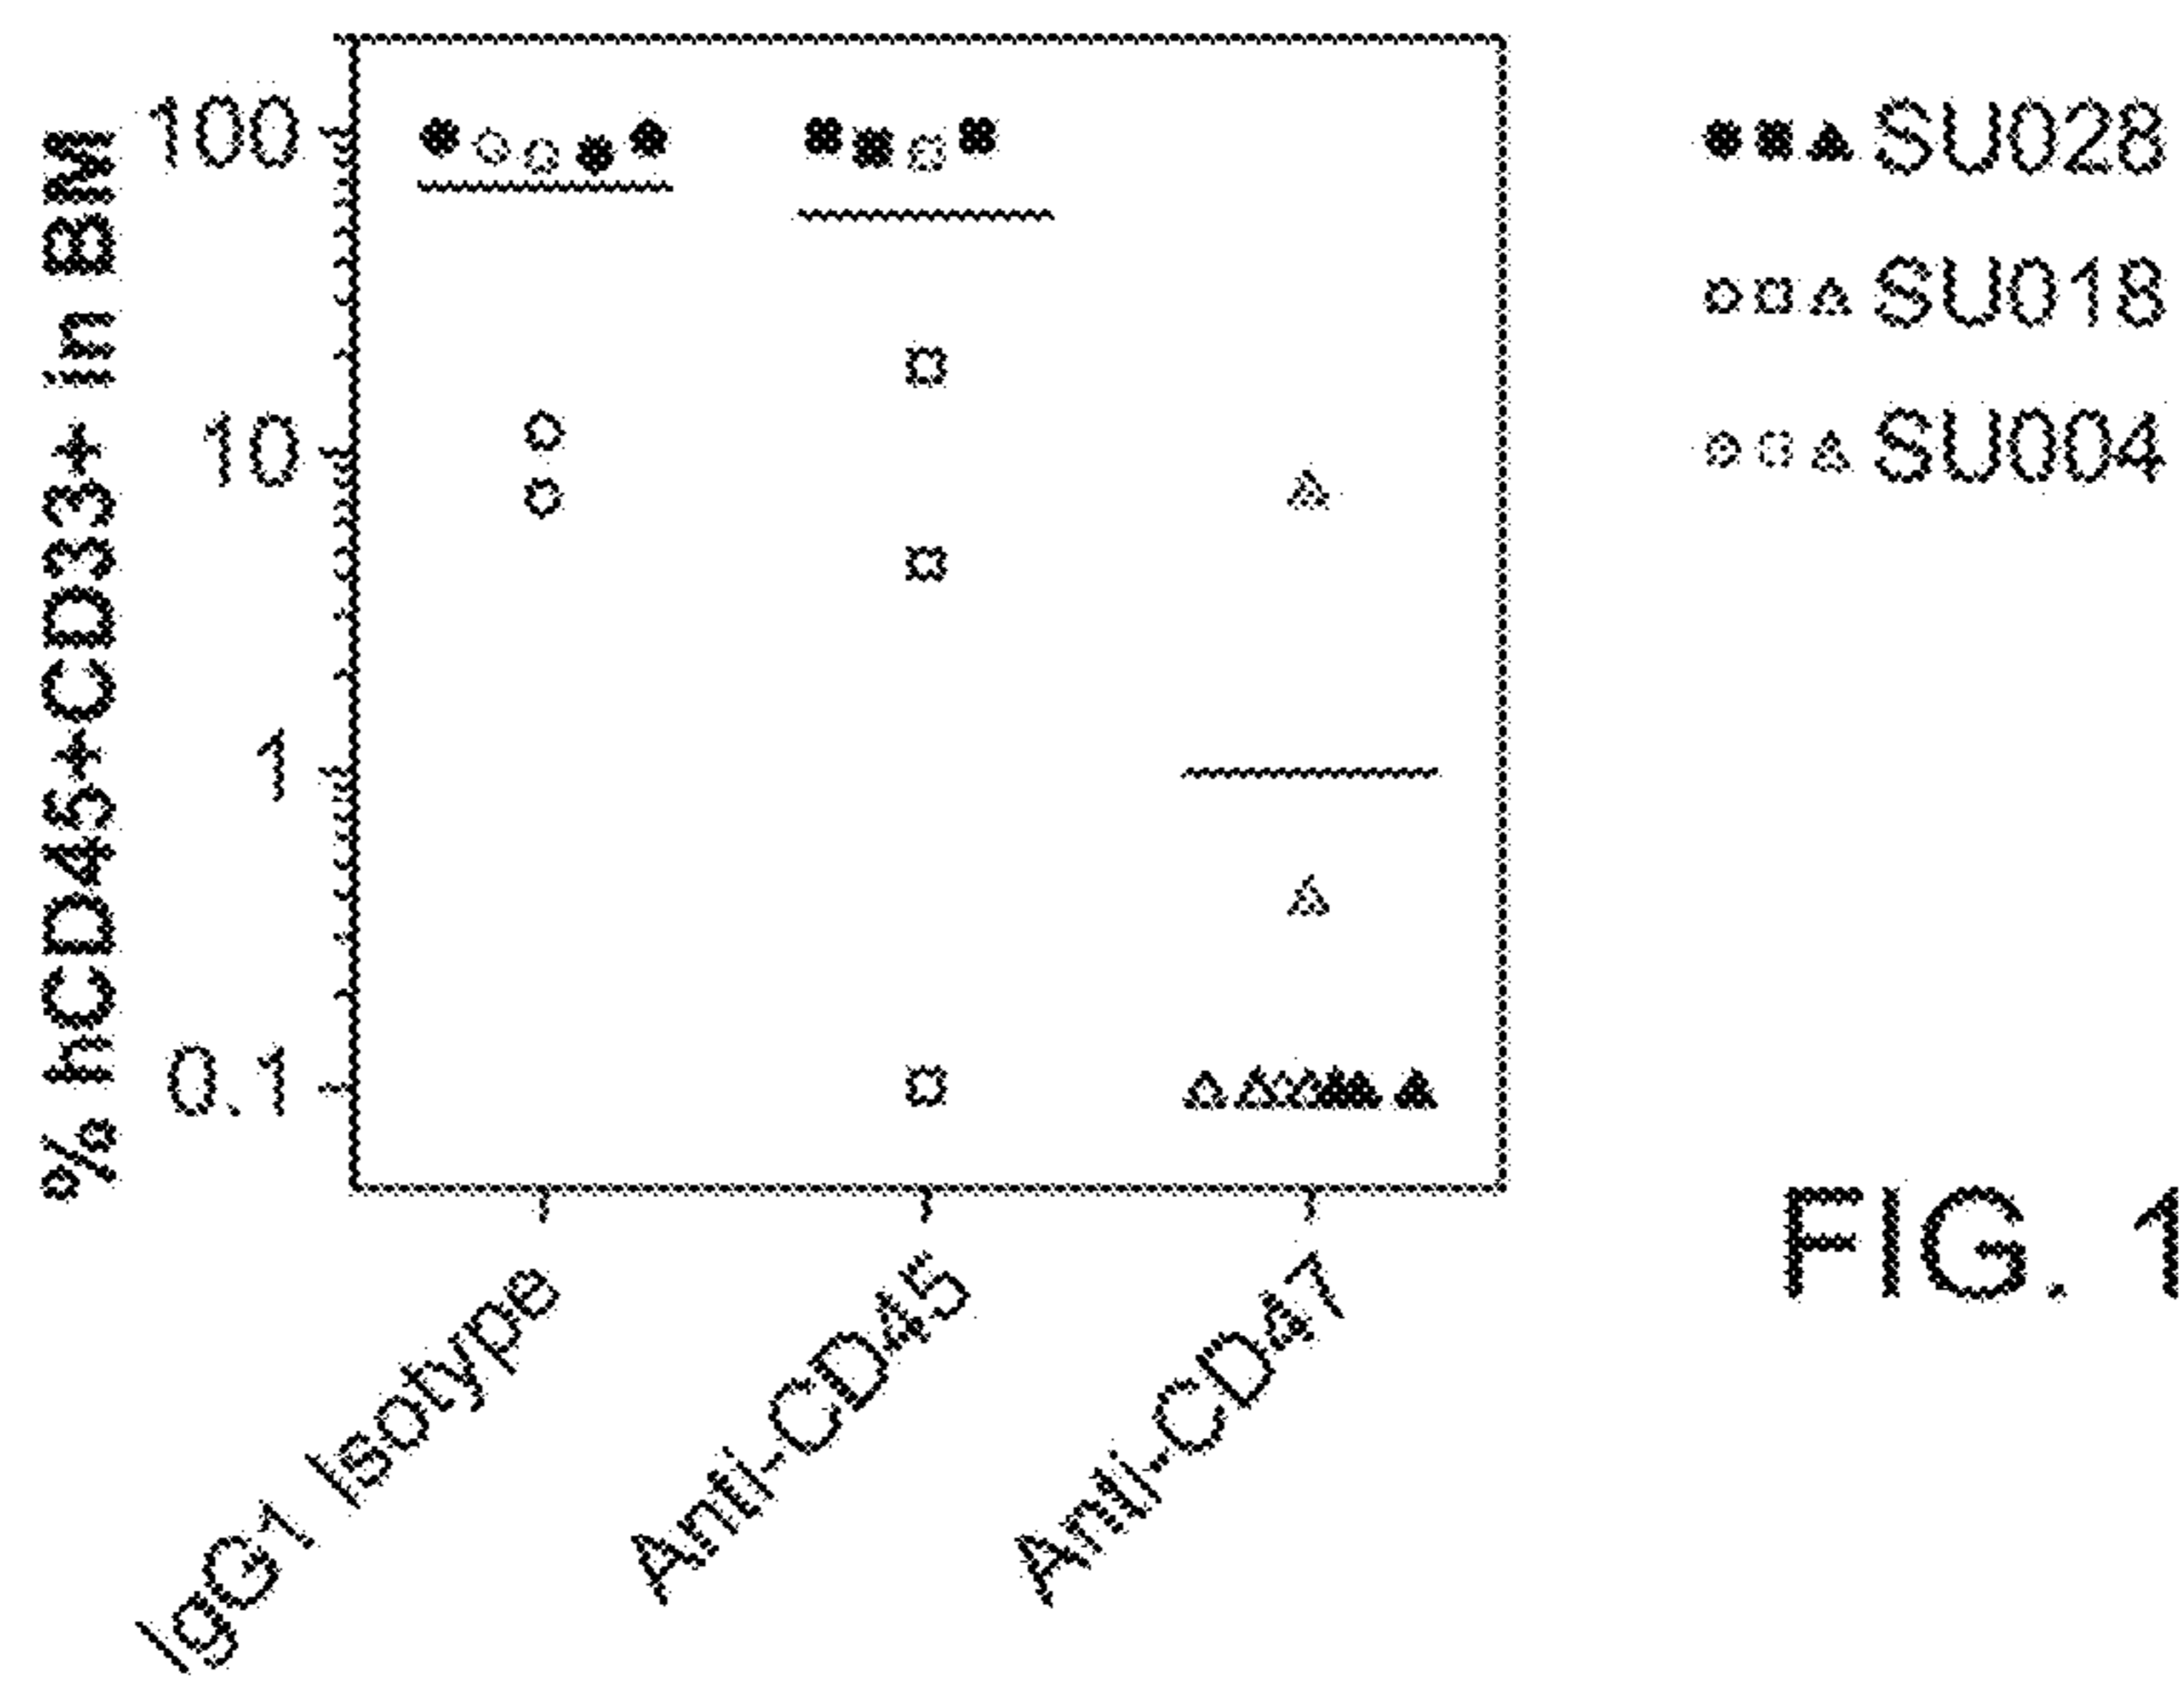 % hCD45+CD33+ in BM
100
10
1
0.1
IgG1 Isotype
Anti-CD45
Anti-CD47
SU028
SU018
SU004
FIG. 1